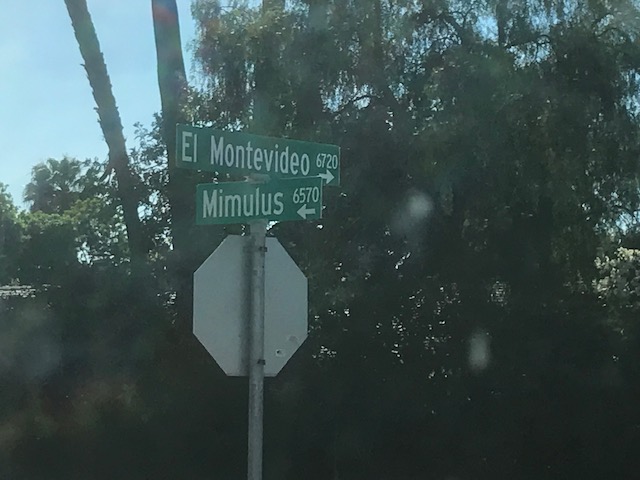 El Montevideo 6720 →
Mimulus 6570 ←